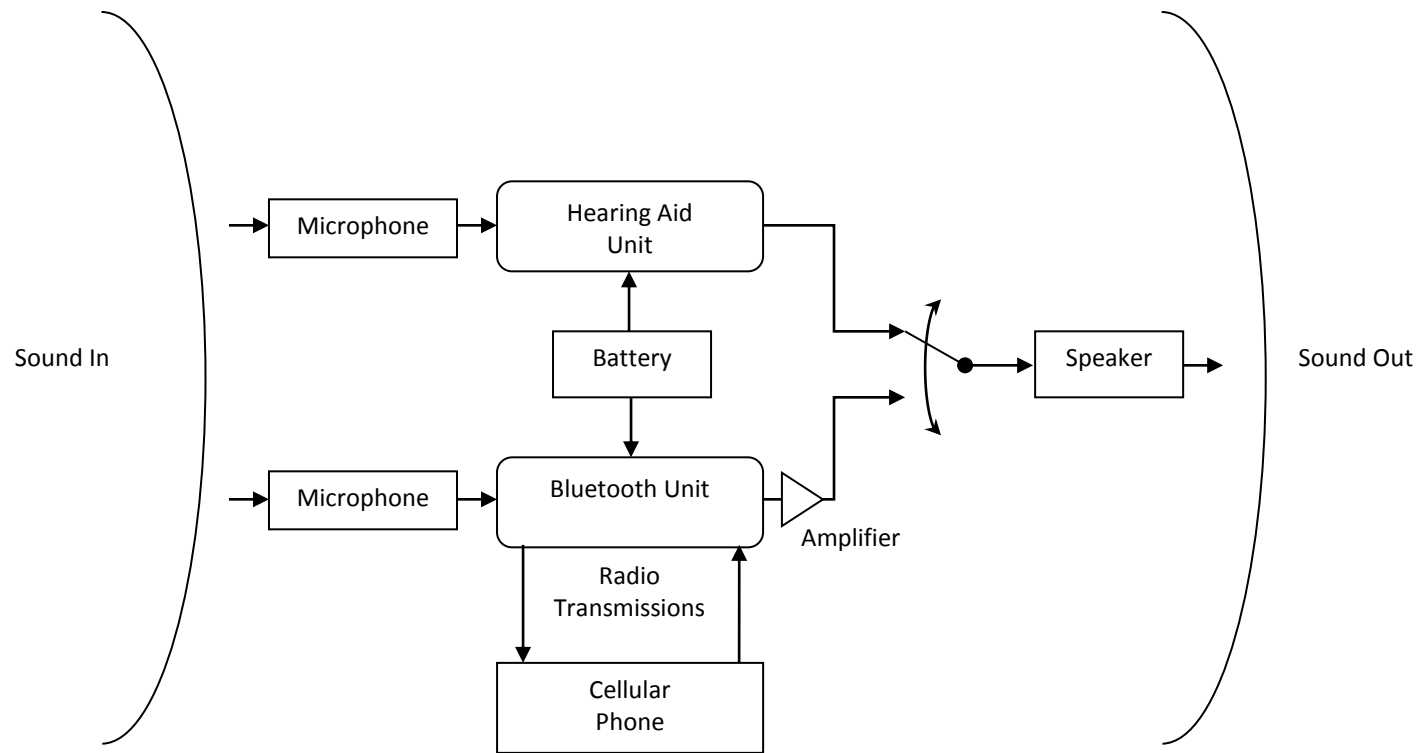 Microphone
Hearing Aid
Unit
Sound In
Battery
Speaker
Sound Out
Microphone
Bluetooth Unit
Amplifier
Radio
Transmissions
Cellular
Phone